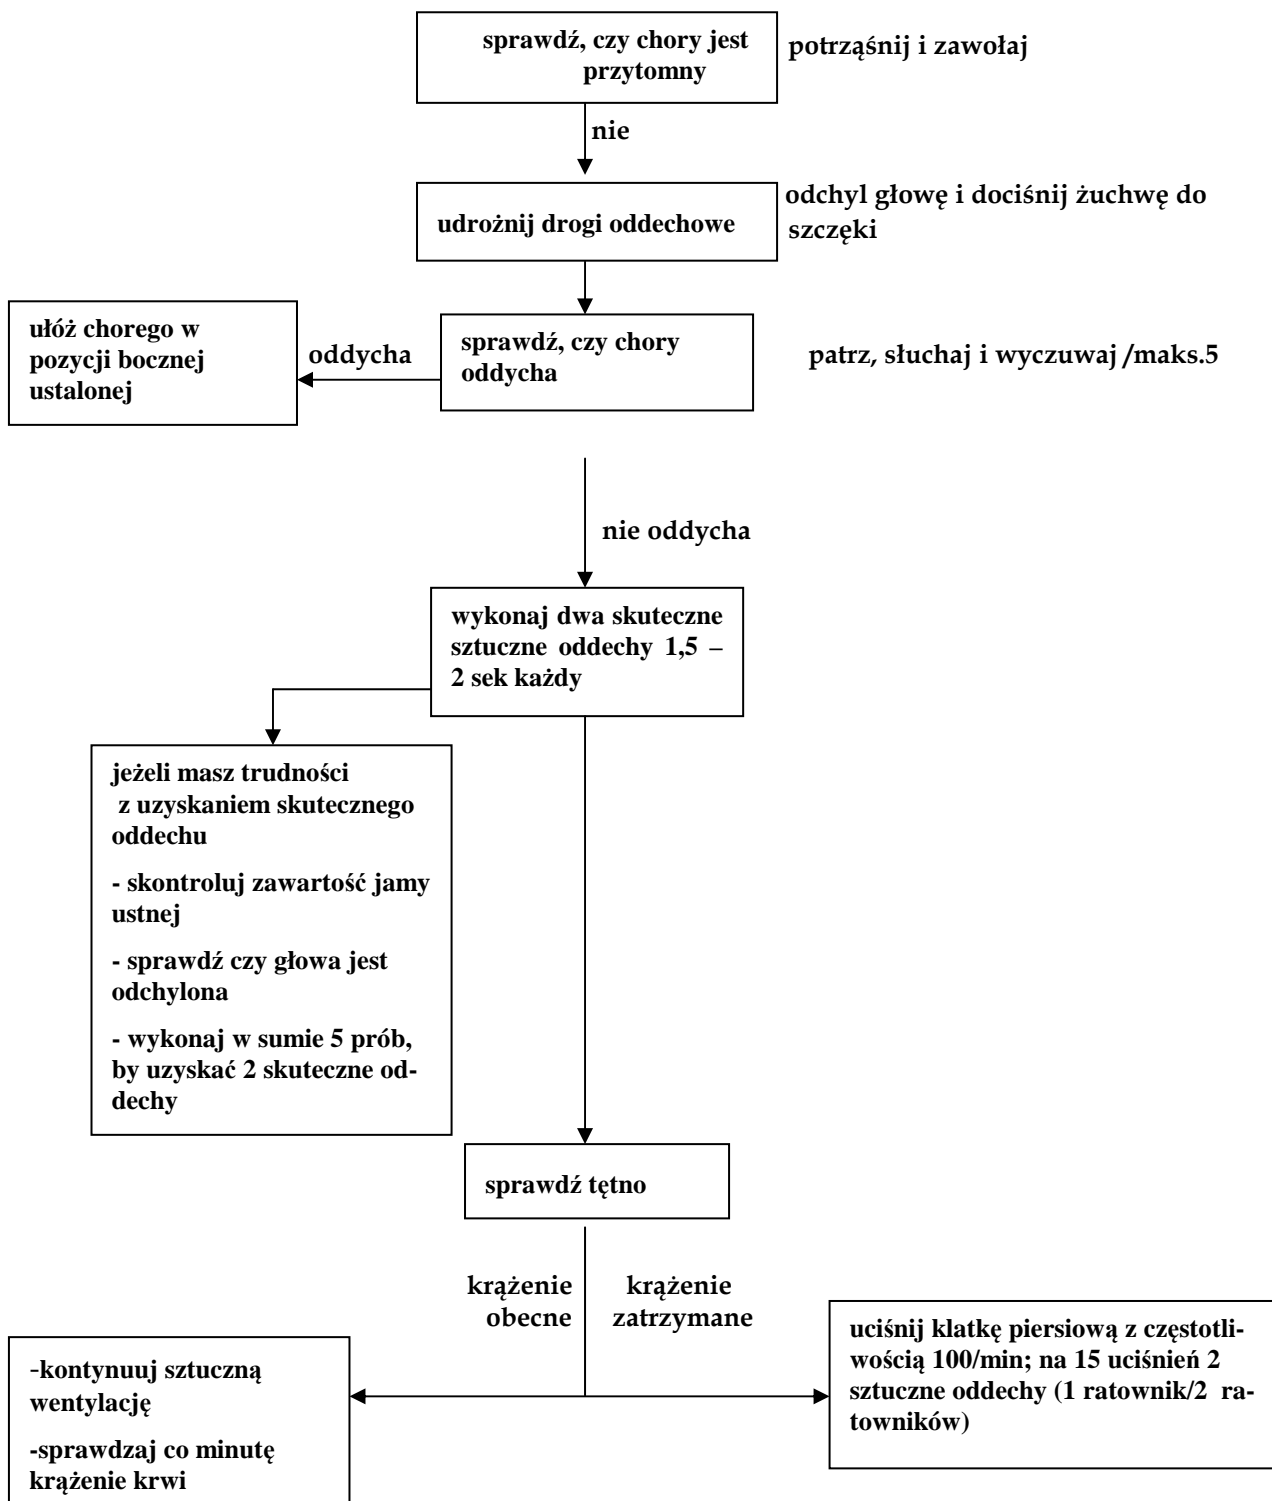 sprawdź, czy chory jest
przytomny
potrząśnij i zawołaj
nie
udrożnij drogi oddechowe
odchyl głowę i dociśnij żuchwę do
szczęki
ułóż chorego w
pozycji bocznej
ustalonej
oddycha
sprawdź, czy chory
oddycha
patrz, słuchaj i wyczuwaj /maks.5
nie oddycha
wykonaj dwa skuteczne
sztuczne oddechy 1,5 –
2 sek każdy
jeżeli masz trudności
z uzyskaniem skutecznego
oddechu
- skontroluj zawartość jamy
ustnej
- sprawdź czy głowa jest
odchylona
- wykonaj w sumie 5 prób,
by uzyskać 2 skuteczne od-
dechy
sprawdź tętno
krążenie
obecne
krążenie
zatrzymane
-kontynuuj sztuczną
wentylację
-sprawdzaj co minutę
krążenie krwi
uciśnij klatkę piersiową z częstotli-
wością 100/min; na 15 uciśnień 2
sztuczne oddechy (1 ratownik/2 ra-
towników)